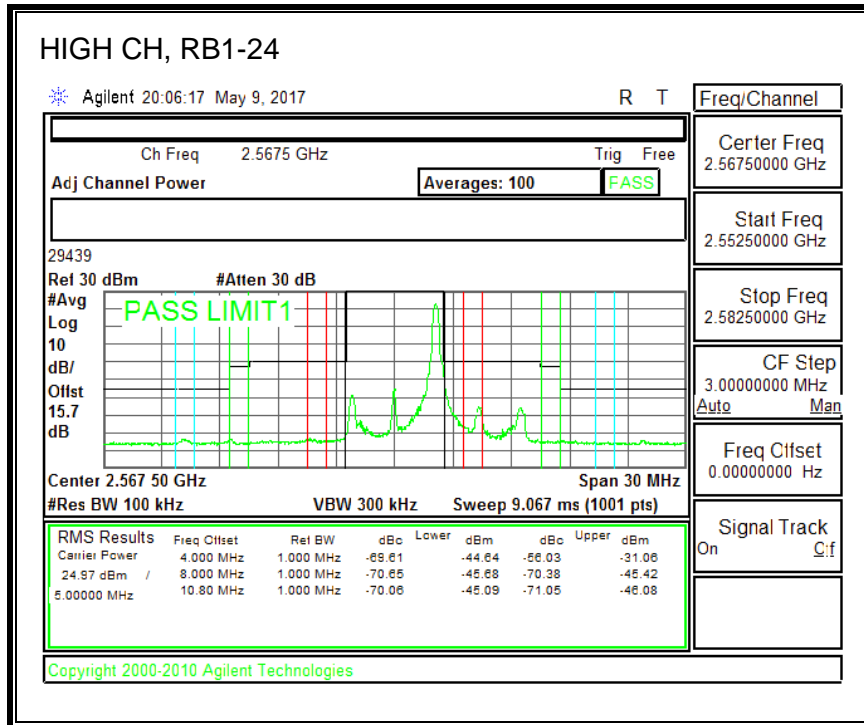 HIGH CH, RB1-24
Agilent 20:06:17 May 9, 2017 R T
Freq/Channel
Ch Freq 2.5675 GHz Trig Free
Adj Channel Power Averages: 100 PASS
Center Freq
2.56750000 GHz
Start Freq
2.55250000 GHz
Stop Freq
2.58250000 GHz
CF Step
3.00000000 MHz
Auto Man
Freq Offset
0.00000000 Hz
Signal Track
On Off
29439
Ref 30 dBm #Atten 30 dB
#Avg
Log
10
dB/
Offst
15.7
dB
PASS LIMIT1
Center 2.567 50 GHz Span 30 MHz
#Res BW 100 kHz VBW 300 kHz Sweep 9.067 ms (1001 pts)
RMS Results Freq Offset Ref BW dBc Lower dBm dBc Upper dBm
Carrier Power 4.000 MHz 1.000 MHz -69.61 -44.64 -56.03 -31.06
24.97 dBm / 8.000 MHz 1.000 MHz -70.65 -45.68 -70.38 -45.42
5.00000 MHz 10.80 MHz 1.000 MHz -70.06 -45.09 -71.05 -46.08
Copyright 2000-2010 Agilent Technologies